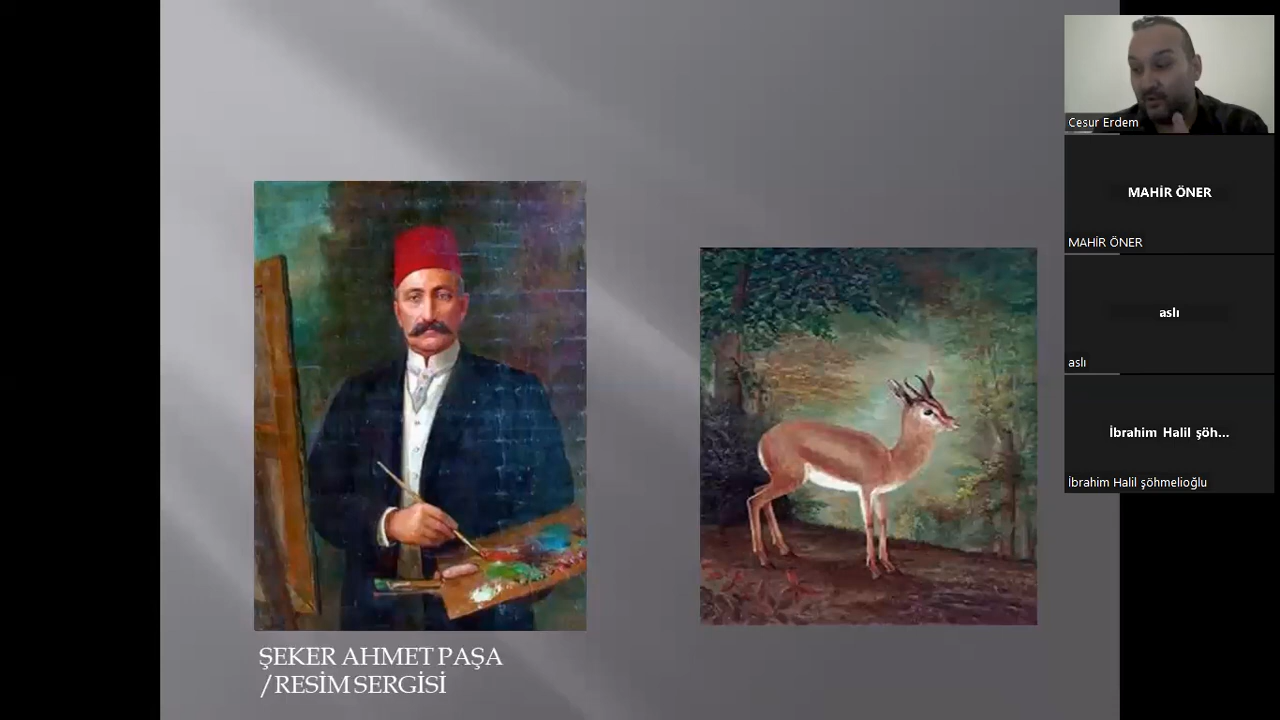 ŞEKER AHMET PAŞA
/RESİM SERGİSİ
Cesur Erdem
MAHİR ÖNER
MAHİR ÖNER
aslı
aslı
İbrahim Halil şöh...
İbrahim Halil şöhmelioğlu